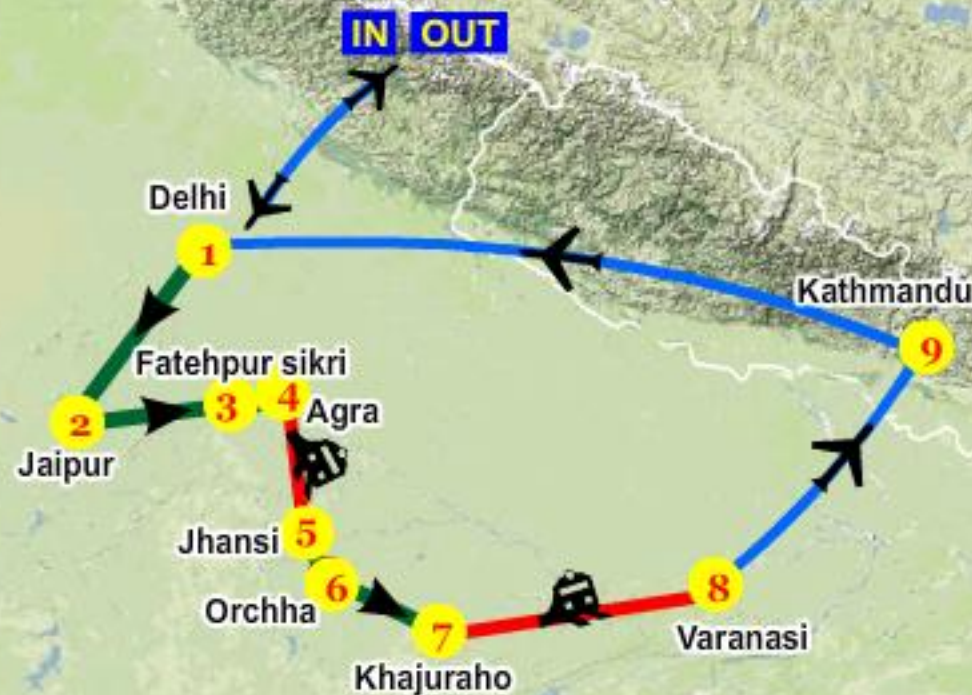 IN OUT
Delhi
1
Kathmandu
9
Fatehpur sikri
2
3
4
Agra
Jaipur
5
Jhansi
6
Orchha
7
8
Varanasi
Khajuraho